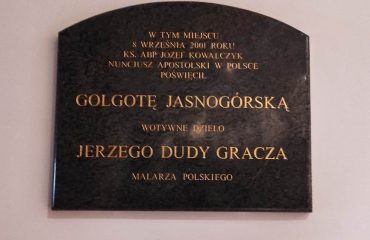 W TYM MIEJSCU
8 WRZEŚNIA 2001 ROKU
KS. ABP JOZEF KOWALCZYK
NUNCJUSZ APOSTOLSKI W POLSCE
POŚWIĘCIŁ
GOLGOTĘ JASNOGÓRSKĄ
WOTYWNE DZIEŁO
JERZEGO DUDY GRACZA
MALARZA POLSKIEGO